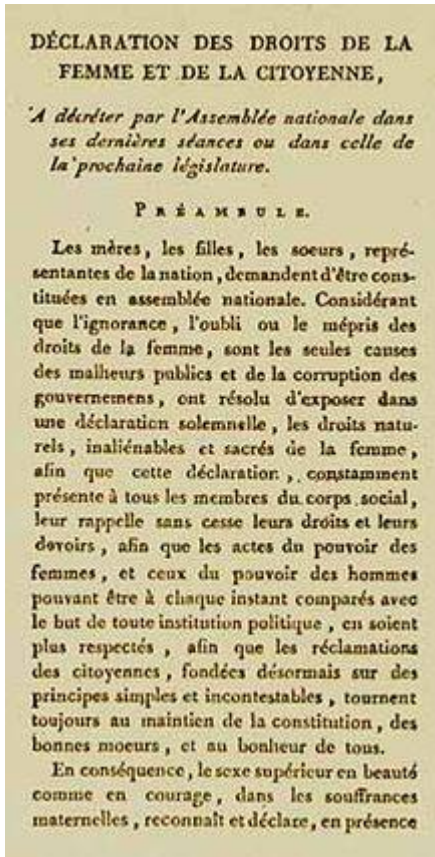 DÉCLARATION DES DROITS DE LA
FEMME ET DE LA CITOYENNE,
A décréter par l'Assemblée nationale dans
ses dernières séances ou dans celle de
la prochaine législature.
PRÉAMBULE.
Les mères, les filles, les soeurs, repré-
sentantes de la nation, demandent d'être cons-
tituées en assemblée nationale. Considérant
que l'ignorance, l'oubli ou le mépris des
droits de la femme, sont les seules causes
des malheurs publics et de la corruption des
gouvernemens, ont résolu d'exposer dans
une déclaration solemnelle, les droits natu-
rels, inaliénables et sacrés de la femme,
afin que cette déclaration, constamment
présente à tous les membres du corps social,
leur rappelle sans cesse leurs droits et leurs
devoirs, afin que les actes du pouvoir des
femmes, et ceux du pouvoir des hommes
pouvant être à chaque instant comparés avec
le but de toute institution politique, en soient
plus respectés, afin que les réclamations
des citoyennes, fondées désormais sur des
principes simples et incontestables, tournent
toujours au maintien de la constitution, des
bonnes moeurs, et au bonheur de tous.
En conséquence, le sexe supérieur en beauté
comme en courage, dans les souffrances
maternelles, reconnaît et déclare, en présence